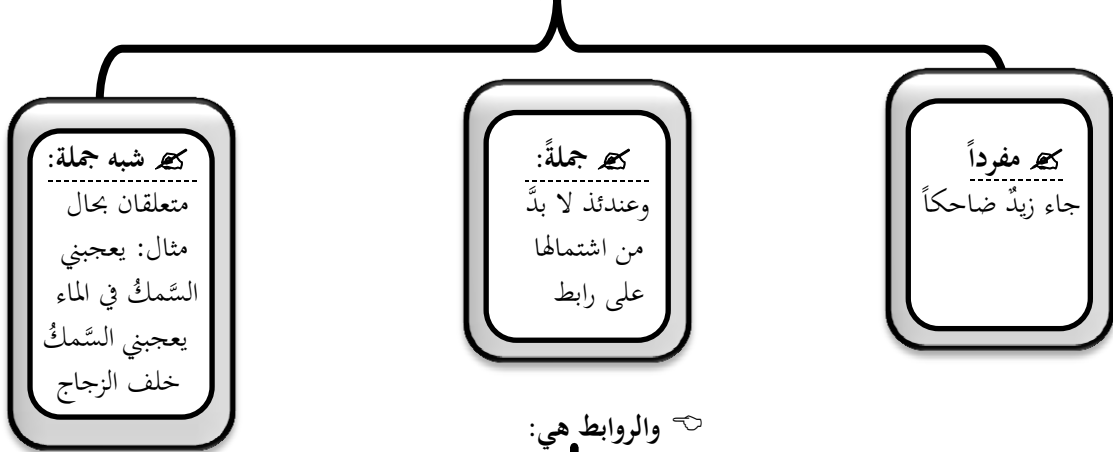 ✍ مفرداً
جاء زيدٌ ضاحكاً
✍ جملةً:
وعندئذ لا بدَّ
من اشتمالها
على رابط
✍ شبه جملة:
متعلقان بحال
مثال: يعجبني
السَّمكُ في الماء
يعجبني السَّمكُ
خلف الزجاج
☜ والروابط هي: